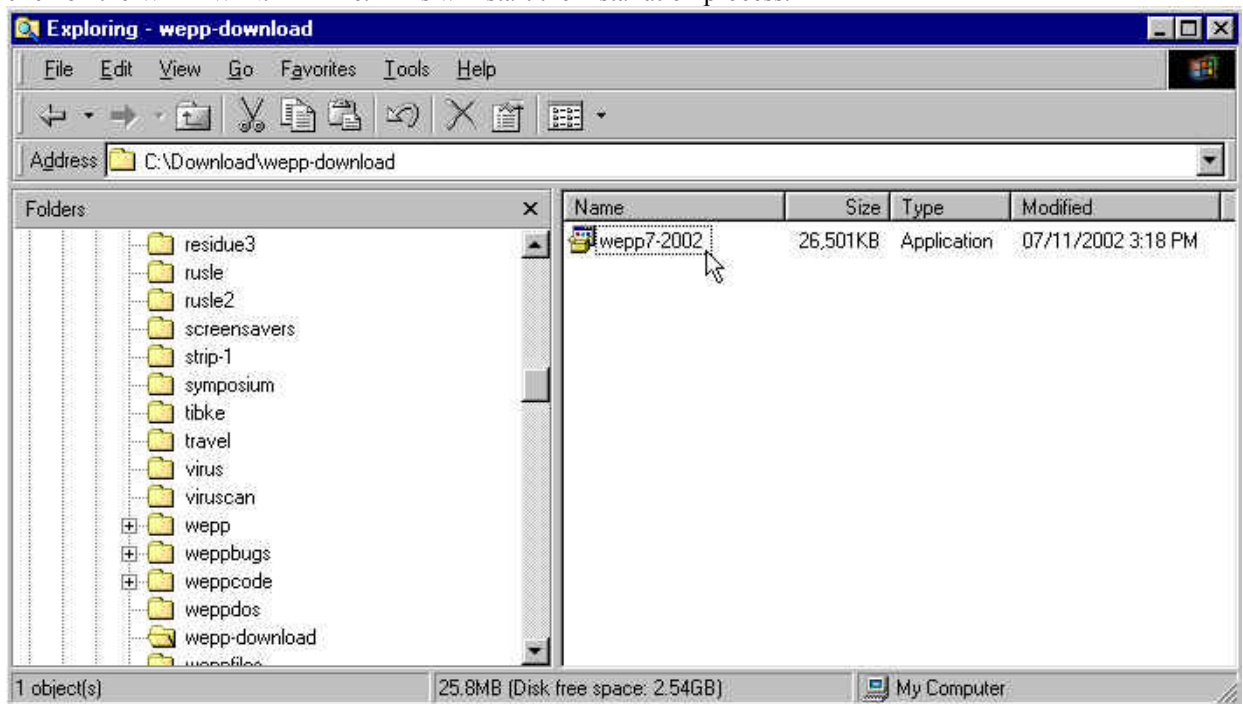 Exploring - wepp-download
File Edit View Go Favorites Tools Help
Address C:\Download\wepp-download
Folders
residue3
rusle
rusle2
screensavers
strip-1
symposium
tibke
travel
virus
viruscan
wepp
weppbugs
weppcode
weppdos
wepp-download
Name Size Type Modified
wepp7-2002 26,501KB Application 07/11/2002 3:18 PM
1 object(s) 25.8MB (Disk free space: 2.54GB) My Computer